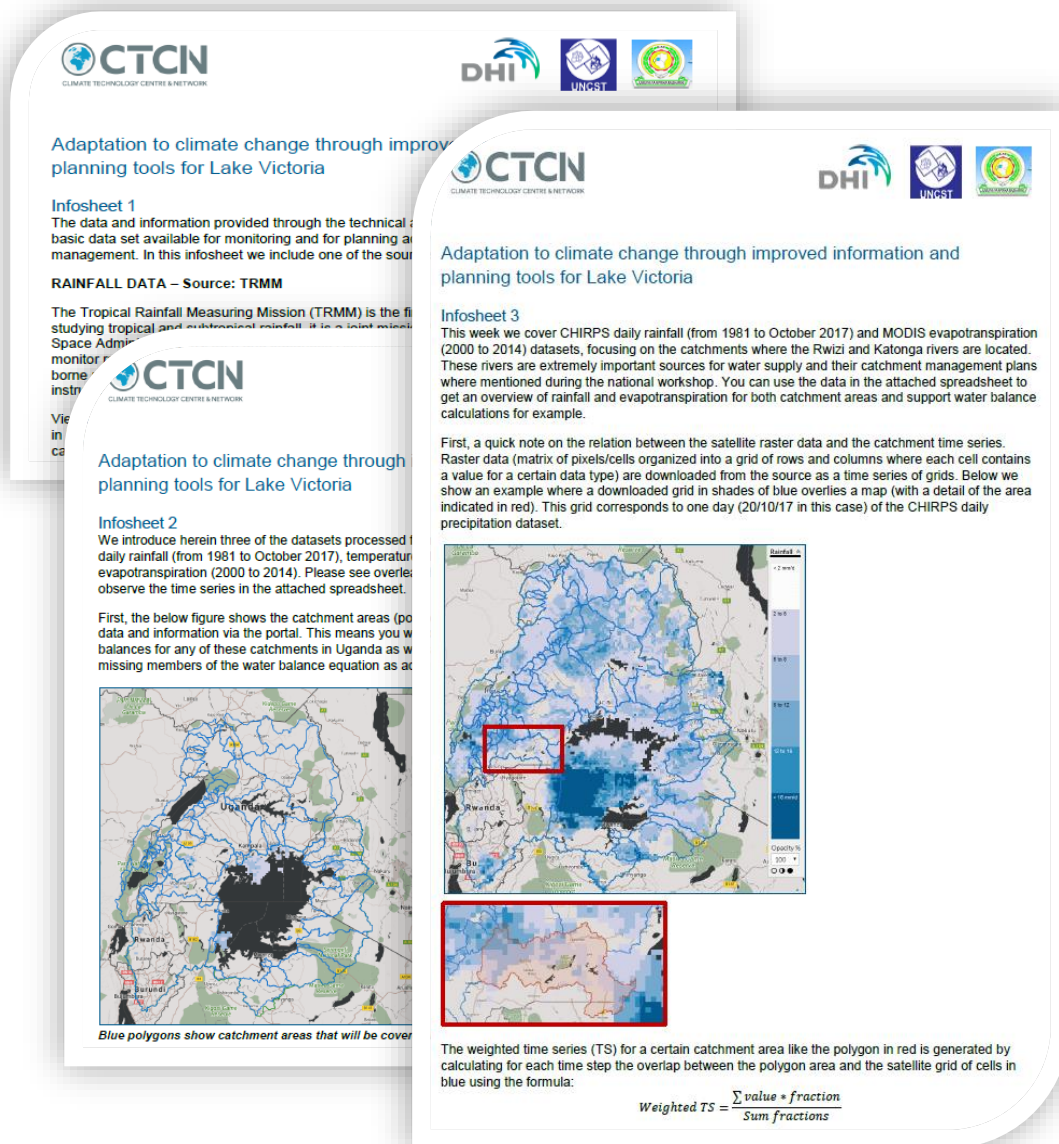 CTCN
CLIMATE TECHNOLOGY CENTRE & NETWORK
DHI
UNCST
Adaptation to climate change through improv
planning tools for Lake Victoria
Infosheet 1
The data and information provided through the technical a
basic data set available for monitoring and for planning a
management. In this infosheet we include one of the sour
RAINFALL DATA – Source: TRMM
The Tropical Rainfall Measuring Mission (TRMM) is the fi
studying tropical and subtropical rainfall, it is a joint missi
Space Admin
monitor
borne
instru
Vie
in
ca
CTCN
CLIMATE TECHNOLOGY CENTRE & NETWORK
Adaptation to climate change through
planning tools for Lake Victoria
Infosheet 2
We introduce herein three of the datasets processed f
daily rainfall (from 1981 to October 2017), temperature
evapotranspiration (2000 to 2014). Please see overlea
observe the time series in the attached spreadsheet.
First, the below figure shows the catchment areas (po
data and information via the portal. This means you w
balances for any of these catchments in Uganda as w
missing members of the water balance equation as ad
Uganda
Kampala
Rwanda
Burundi
Blue polygons show catchment areas that will be cover
CTCN
CLIMATE TECHNOLOGY CENTRE & NETWORK
DHI
UNCST
Adaptation to climate change through improved information and
planning tools for Lake Victoria
Infosheet 3
This week we cover CHIRPS daily rainfall (from 1981 to October 2017) and MODIS evapotranspiration
(2000 to 2014) datasets, focusing on the catchments where the Rwizi and Katonga rivers are located.
These rivers are extremely important sources for water supply and their catchment management plans
where mentioned during the national workshop. You can use the data in the attached spreadsheet to
get an overview of rainfall and evapotranspiration for both catchment areas and support water balance
calculations for example.
First, a quick note on the relation between the satellite raster data and the catchment time series.
Raster data (matrix of pixels/cells organized into a grid of rows and columns where each cell contains
a value for a certain data type) are downloaded from the source as a time series of grids. Below we
show an example where a downloaded grid in shades of blue overlies a map (with a detail of the area
indicated in red). This grid corresponds to one day (20/10/17 in this case) of the CHIRPS daily
precipitation dataset.
Rainfall
< 2 mm/d
Rwanda
Opacity %
100
The weighted time series (TS) for a certain catchment area like the polygon in red is generated by
calculating for each time step the overlap between the polygon area and the satellite grid of cells in
blue using the formula:
Weighted TS = ∑ value * fraction / Sum fractions